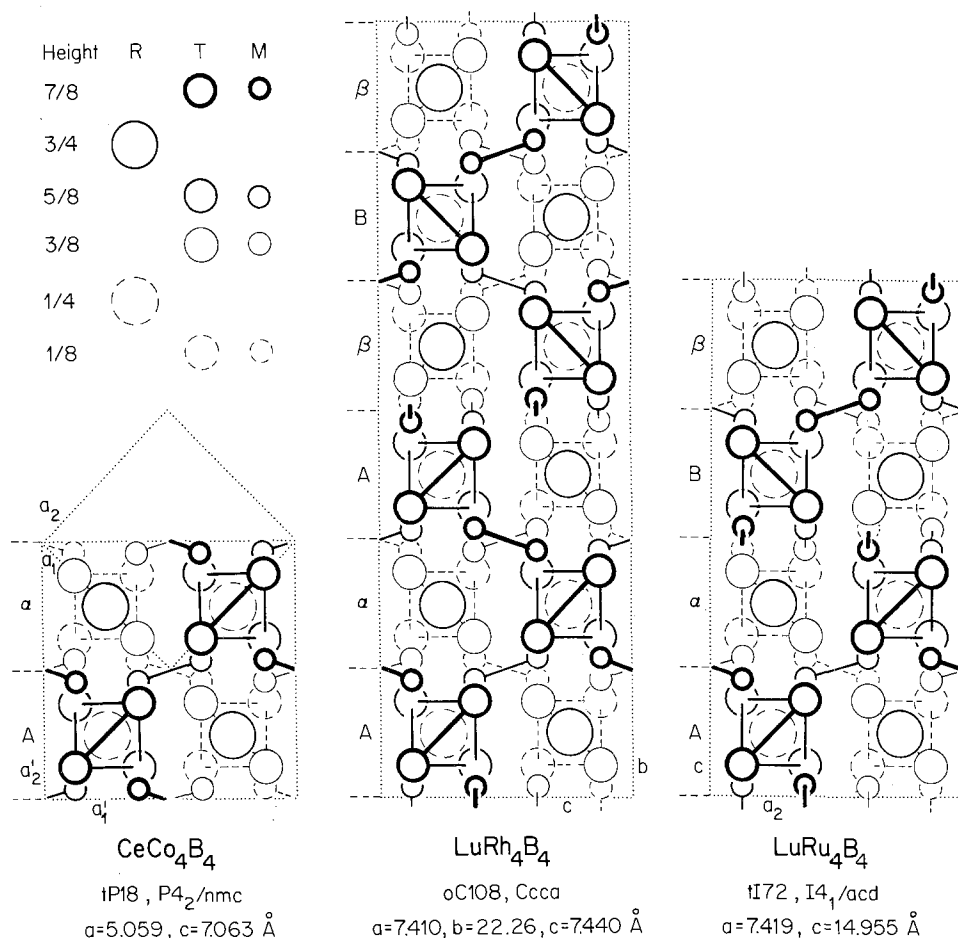 Height R T M
7/8
3/4
5/8
3/8
1/4
1/8
a₂
a₁
α
A
a₂′
a₁′
CeCo₄B₄
tP18, P4₂/nmc
a=5.059, c=7.063 Å
β
B
β
A
α
A
b
c
LuRh₄B₄
oC108, Ccca
a=7.410, b=22.26, c=7.440 Å
β
B
α
A
c
a₂
LuRu₄B₄
tI72, I4₁/acd
a=7.419, c=14.955 Å